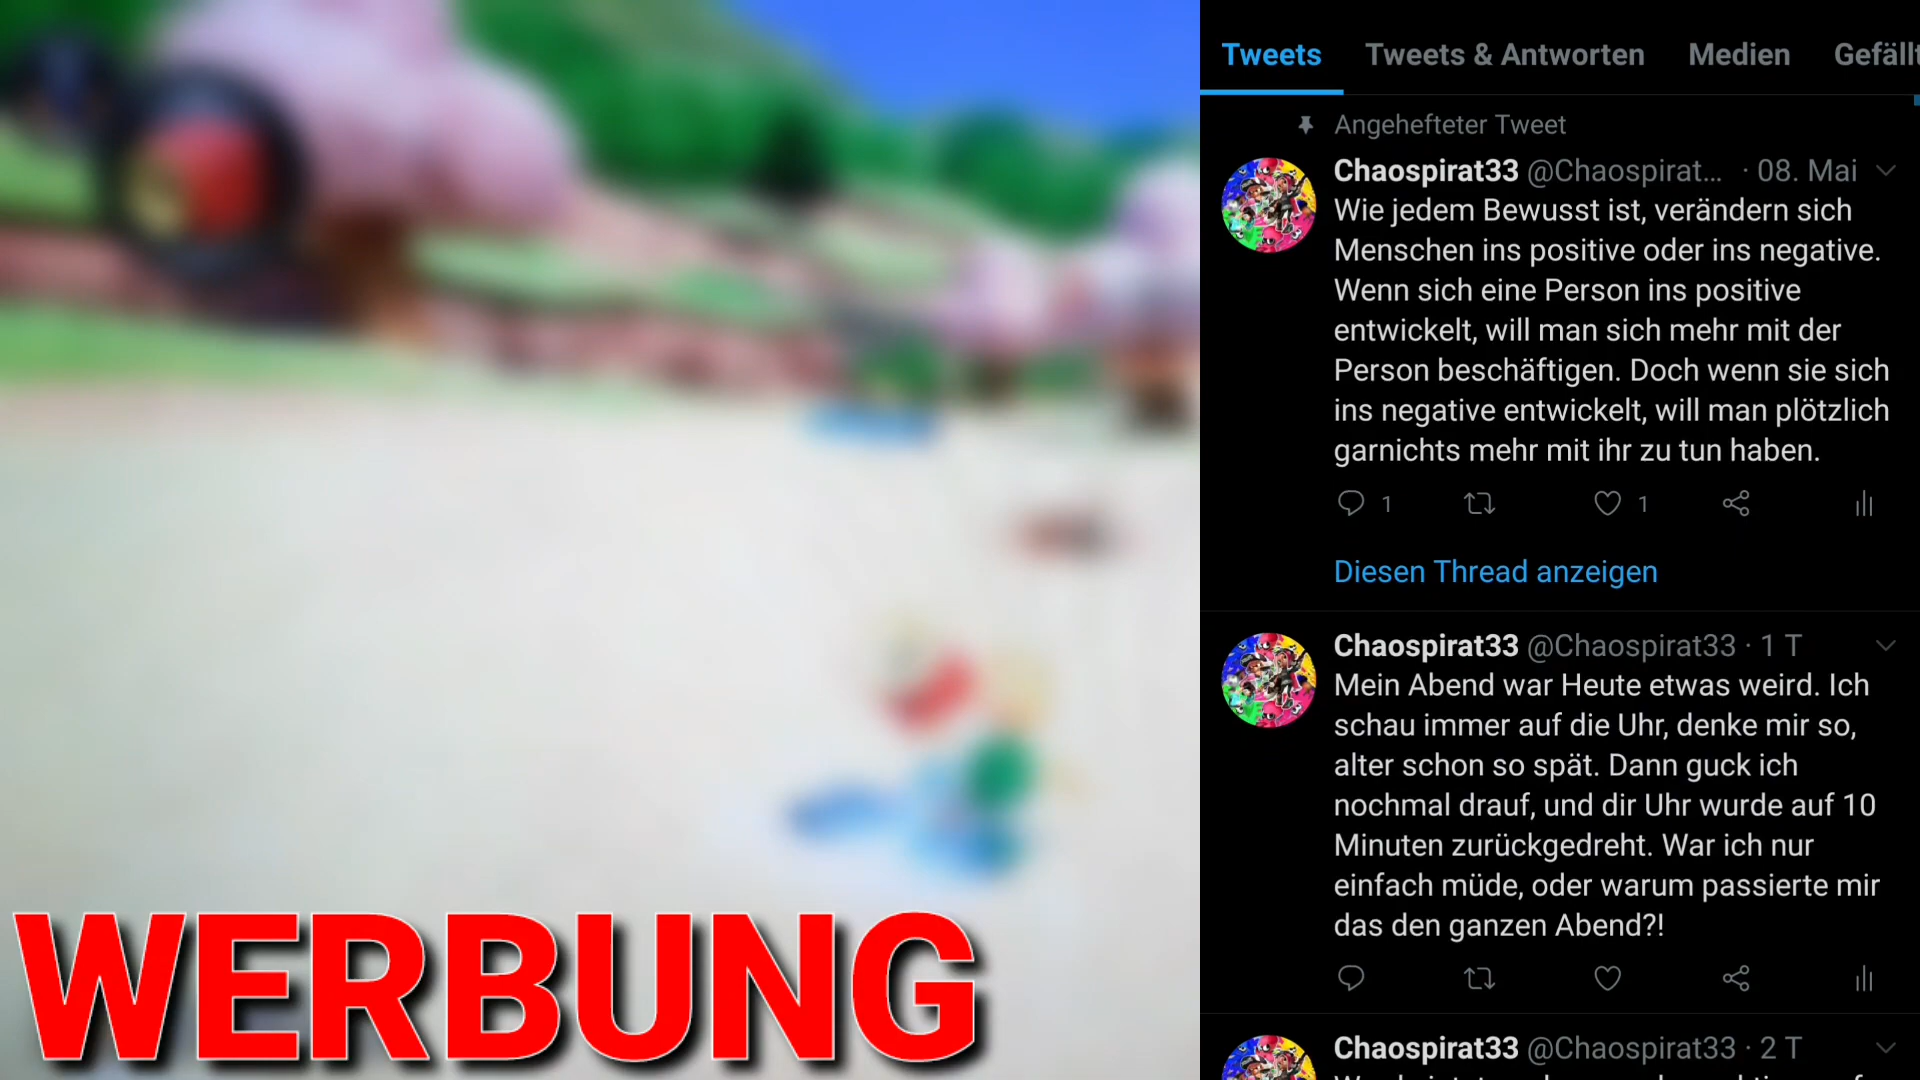 Tweets Tweets & Antworten Medien Gefällt
Angehefteter Tweet
Chaospirat33 @Chaospirat... · 08. Mai
Wie jedem Bewusst ist, verändern sich
Menschen ins positive oder ins negative.
Wenn sich eine Person ins positive
entwickelt, will man sich mehr mit der
Person beschäftigen. Doch wenn sie sich
ins negative entwickelt, will man plötzlich
garnichts mehr mit ihr zu tun haben.
1 1
Diesen Thread anzeigen
Chaospirat33 @Chaospirat33 · 1 T
Mein Abend war Heute etwas weird. Ich
schau immer auf die Uhr, denke mir so,
alter schon so spät. Dann guck ich
nochmal drauf, und dir Uhr wurde auf 10
Minuten zurückgedreht. War ich nur
einfach müde, oder warum passierte mir
das den ganzen Abend?!
Chaospirat33 @Chaospirat33 · 2 T
WERBUNG